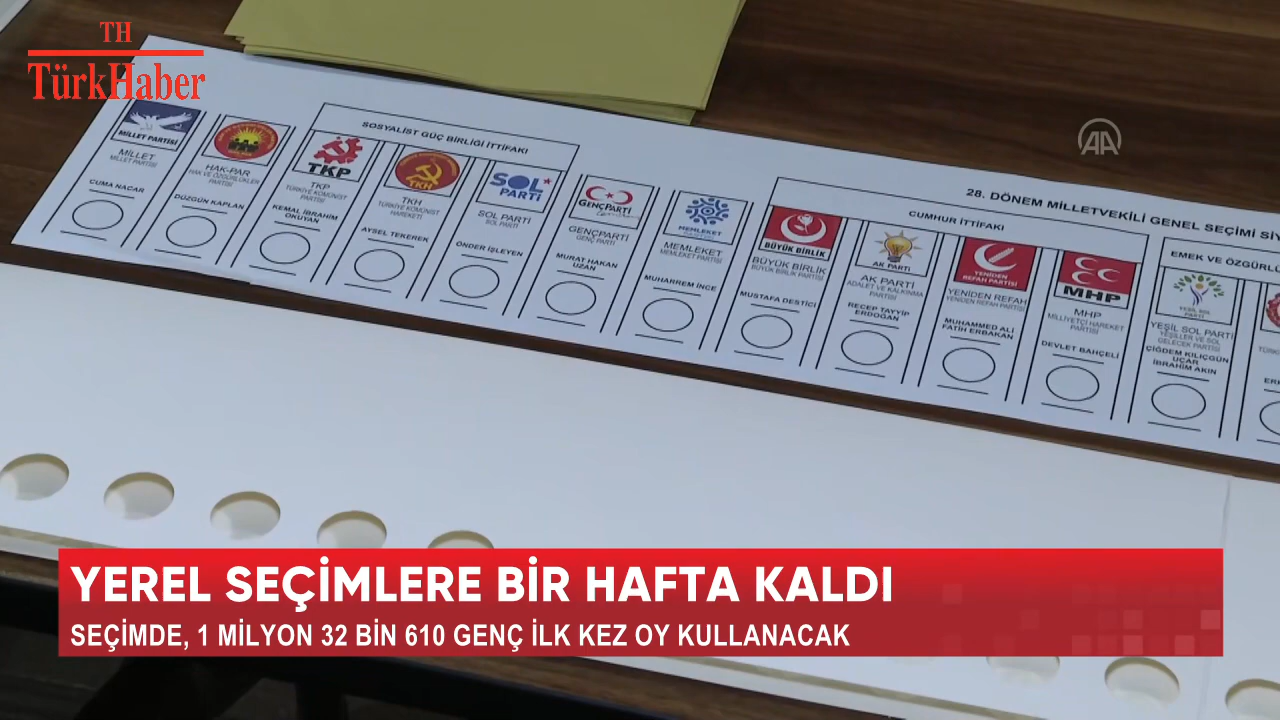 TH
TürkHaber
AA
28. DÖNEM MİLLETVEKİLİ GENEL SEÇİMİ
SOSYALİST GÜÇ BİRLİĞİ İTTİFAKI
CUMHUR İTTİFAKI
EMEK VE
MİLLET PARTİSİ
MİLLET
MİLLET PARTİSİ
CUMA NACAR
HAK-PAR
HAK VE ÖZGÜRLÜKLER
PARTİSİ
DÜZGÜN KAPLAN
TKP
TKP
TÜRKİYE KOMÜNİST
PARTİSİ
KEMAL İBRAHİM
OKUYAN
TKH
TKH
TÜRKİYE KOMÜNİST
HAREKETİ
AYSEL TEKEREK
SOL
PARTİ
SOL PARTİ
SOL PARTİ
ÖNDER İŞLEYEN
GENÇPARTİ
GENÇPARTİ
GENÇ PARTİ
MURAT HAKAN
UZAN
MEMLEKET
MEMLEKET
MEMLEKET PARTİSİ
MUHARREM İNCE
BÜYÜK BİRLİK
BÜYÜK BİRLİK
BÜYÜK BİRLİK PARTİSİ
MUSTAFA DESTİCİ
AK PARTİ
AK PARTİ
ADALET VE KALKINMA
PARTİSİ
RECEP TAYYİP
ERDOĞAN
YENİDEN
REFAH PARTİSİ
YENİDEN REFAH
YENİDEN REFAH PARTİSİ
MUHAMMED ALİ
FATİH ERBAKAN
MHP
MHP
MİLLİYETÇİ HAREKET
PARTİSİ
DEVLET BAHÇELİ
YEŞİL SOL
PARTİ
YEŞİL SOL PARTİ
YEŞİLLER VE SOL
GELECEK PARTİSİ
ÇİĞDEM KILIÇGÜN
UÇAR
İBRAHİM AKIN
YEREL SEÇİMLERE BİR HAFTA KALDI
SEÇİMDE, 1 MİLYON 32 BİN 610 GENÇ İLK KEZ OY KULLANACAK